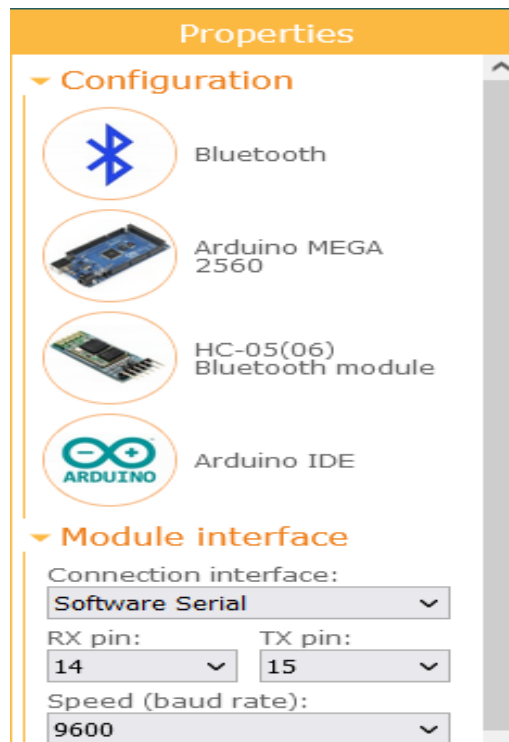 Properties
Configuration
Bluetooth
Arduino MEGA
2560
HC-05(06)
Bluetooth module
ARDUINO
Arduino IDE
Module interface
Connection interface:
Software Serial
RX pin: TX pin:
14 15
Speed (baud rate):
9600